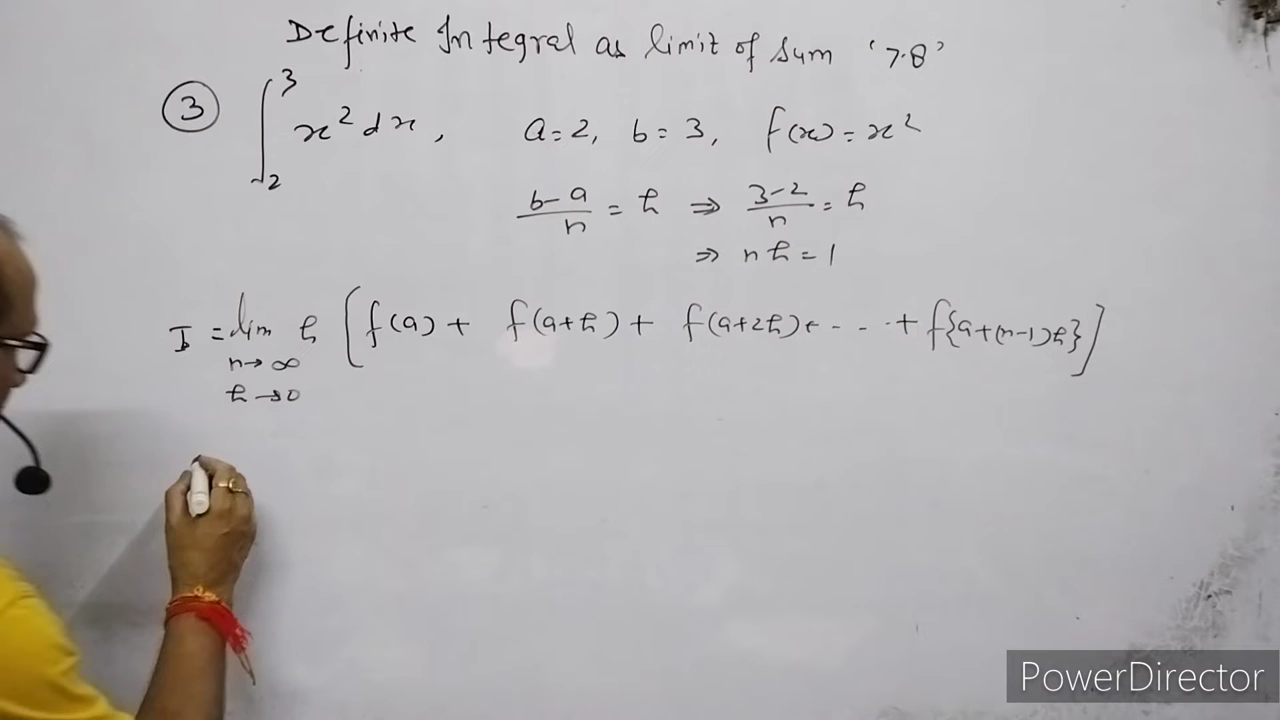 Definite Integral as limit of Sum '7.8'
③ ∫₂³ x² dx, a=2, b=3, f(x)=x²
(b-a)/n = h ⇒ (3-2)/n = h
⇒ nh=1
I = lim h [f(a) + f(a+h) + f(a+2h)+ - - .. + f{a+(n-1)h}]
n→∞
h→0
PowerDirector